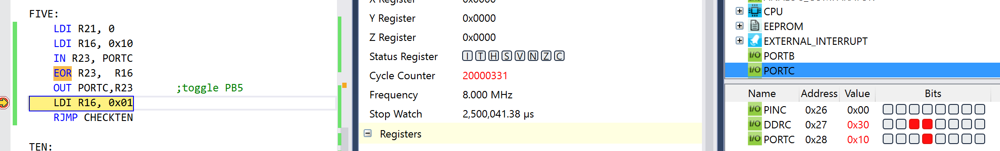 FIVE:
LDI R21, 0
LDI R16, 0x10
IN R23, PORTC
EOR R23,  R16
OUT PORTC,R23 ;toggle PB5
LDI R16, 0x01
RJMP CHECKTEN
TEN:
X Register 0x0000
Y Register 0x0000
Z Register 0x0000
Status Register I T H S V N Z C
Cycle Counter 20000331
Frequency 8.000 MHz
Stop Watch 2,500,041.38 µs
Registers
ANALOG_COMPARATOR
CPU
EEPROM
EXTERNAL_INTERRUPT
I/O PORTB
I/O PORTC
Name Address Value Bits
I/O PINC 0x26 0x00
I/O DDRC 0x27 0x30
I/O PORTC 0x28 0x10